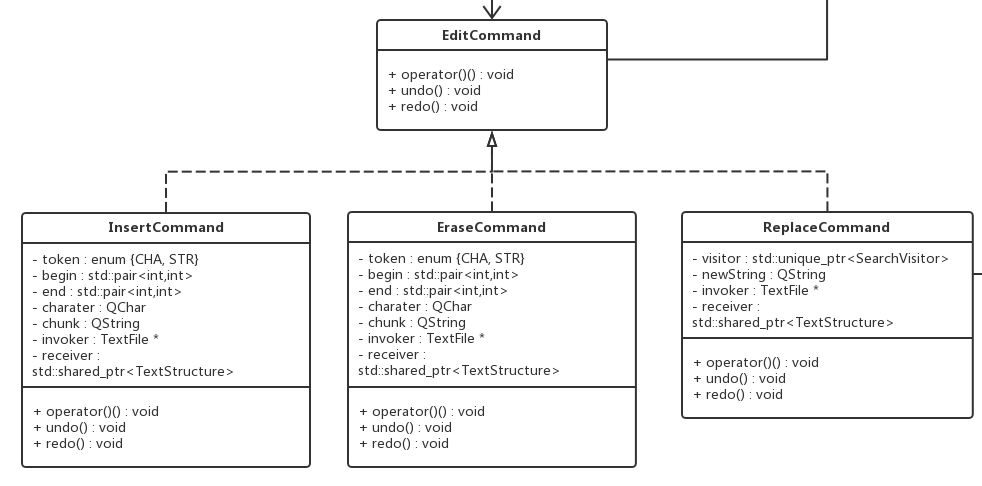 EditCommand
+ operator()() : void
+ undo() : void
+ redo() : void
InsertCommand
- token : enum {CHA, STR}
- begin : std::pair<int,int>
- end : std::pair<int,int>
- charater : QChar
- chunk : QString
- invoker : TextFile *
- receiver :
std::shared_ptr<TextStructure>
+ operator()() : void
+ undo() : void
+ redo() : void
EraseCommand
- token : enum {CHA, STR}
- begin : std::pair<int,int>
- end : std::pair<int,int>
- charater : QChar
- chunk : QString
- invoker : TextFile *
- receiver :
std::shared_ptr<TextStructure>
+ operator()() : void
+ undo() : void
+ redo() : void
ReplaceCommand
- visitor : std::unique_ptr<SearchVisitor>
- newString : QString
- invoker : TextFile *
- receiver :
std::shared_ptr<TextStructure>
+ operator()() : void
+ undo() : void
+ redo() : void